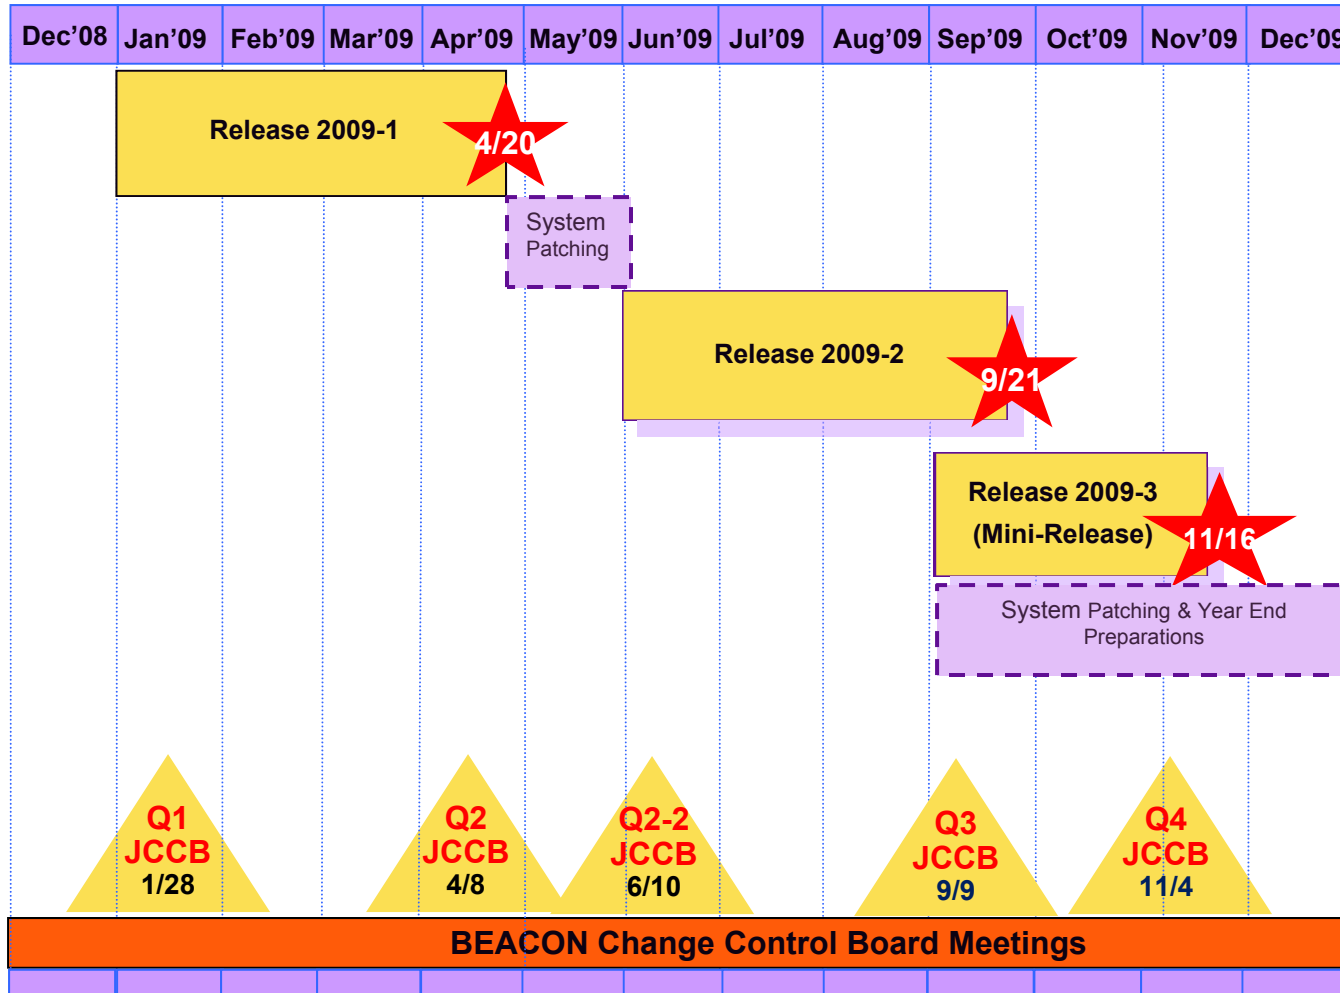 Dec’08 Jan’09 Feb’09 Mar’09 Apr’09 May’09 Jun’09 Jul’09 Aug’09 Sep’09 Oct’09 Nov’09 Dec’09
Release 2009-1
4/20
System
Patching
Release 2009-2
9/21
Release 2009-3
(Mini-Release)
11/16
System Patching & Year End
Preparations
Q1
JCCB
1/28
Q2
JCCB
4/8
Q2-2
JCCB
6/10
Q3
JCCB
9/9
Q4
JCCB
11/4
BEACON Change Control Board Meetings